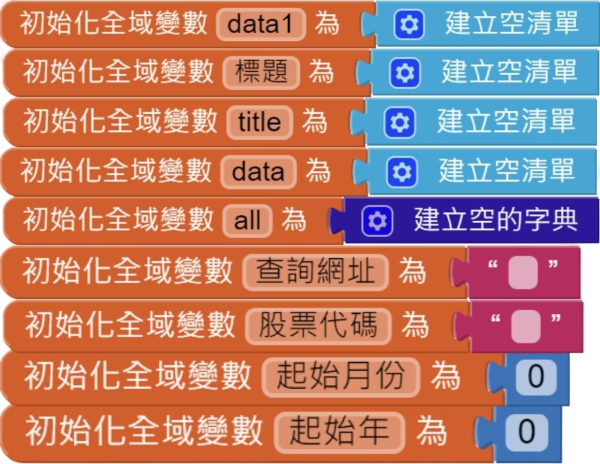 初始化全域變數 data1 為 建立空清單
初始化全域變數 標題 為 建立空清單
初始化全域變數 title 為 建立空清單
初始化全域變數 data 為 建立空清單
初始化全域變數 all 為 建立空的字典
初始化全域變數 查詢網址 為 “ ”
初始化全域變數 股票代碼 為 “ ”
初始化全域變數 起始月份 為 0
初始化全域變數 起始年 為 0